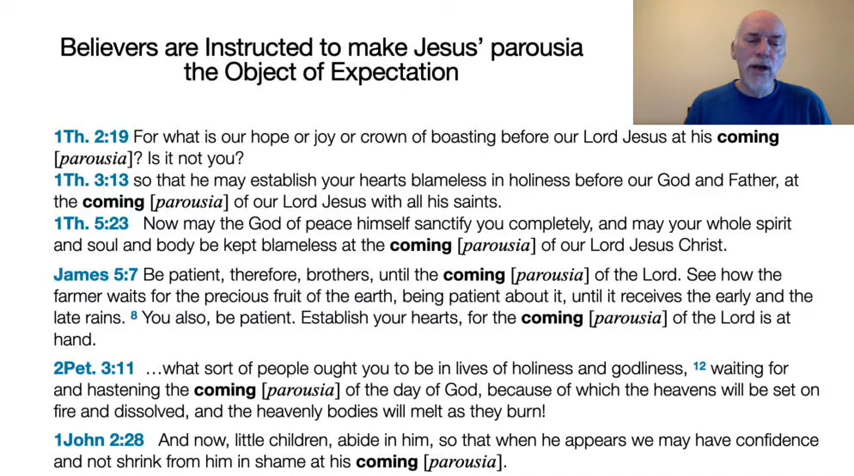 Believers are Instructed to make Jesus' parousia
the Object of Expectation
1Th. 2:19 For what is our hope or joy or crown of boasting before our Lord Jesus at his coming
[parousia]? Is it not you?
1Th. 3:13 so that he may establish your hearts blameless in holiness before our God and Father, at
the coming [parousia] of our Lord Jesus with all his saints.
1Th. 5:23 Now may the God of peace himself sanctify you completely, and may your whole spirit
and soul and body be kept blameless at the coming [parousia] of our Lord Jesus Christ.
James 5:7 Be patient, therefore, brothers, until the coming [parousia] of the Lord. See how the
farmer waits for the precious fruit of the earth, being patient about it, until it receives the early and the
late rains. 8 You also, be patient. Establish your hearts, for the coming [parousia] of the Lord is at
hand.
2Pet. 3:11 …what sort of people ought you to be in lives of holiness and godliness, 12 waiting for
and hastening the coming [parousia] of the day of God, because of which the heavens will be set on
fire and dissolved, and the heavenly bodies will melt as they burn!
1John 2:28 And now, little children, abide in him, so that when he appears we may have confidence
and not shrink from him in shame at his coming [parousia].